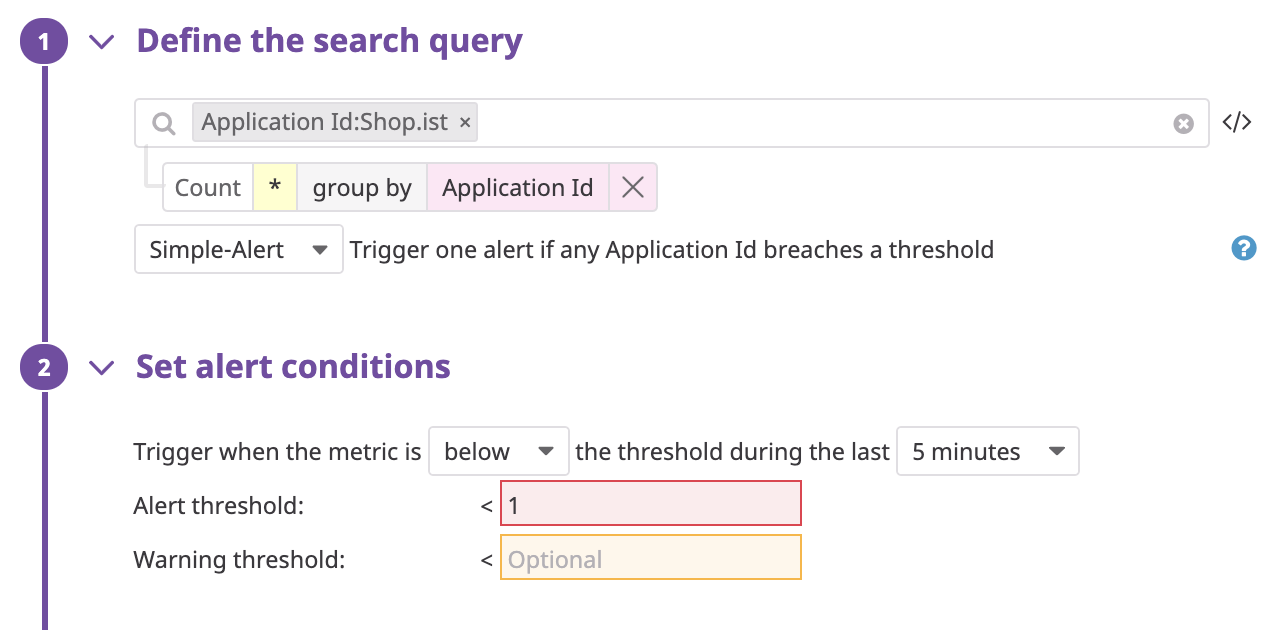 1 Define the search query
Application Id:Shop.ist × </>
Count * group by Application Id
Simple-Alert Trigger one alert if any Application Id breaches a threshold ?
2 Set alert conditions
Trigger when the metric is below the threshold during the last 5 minutes
Alert threshold: < 1
Warning threshold: < Optional